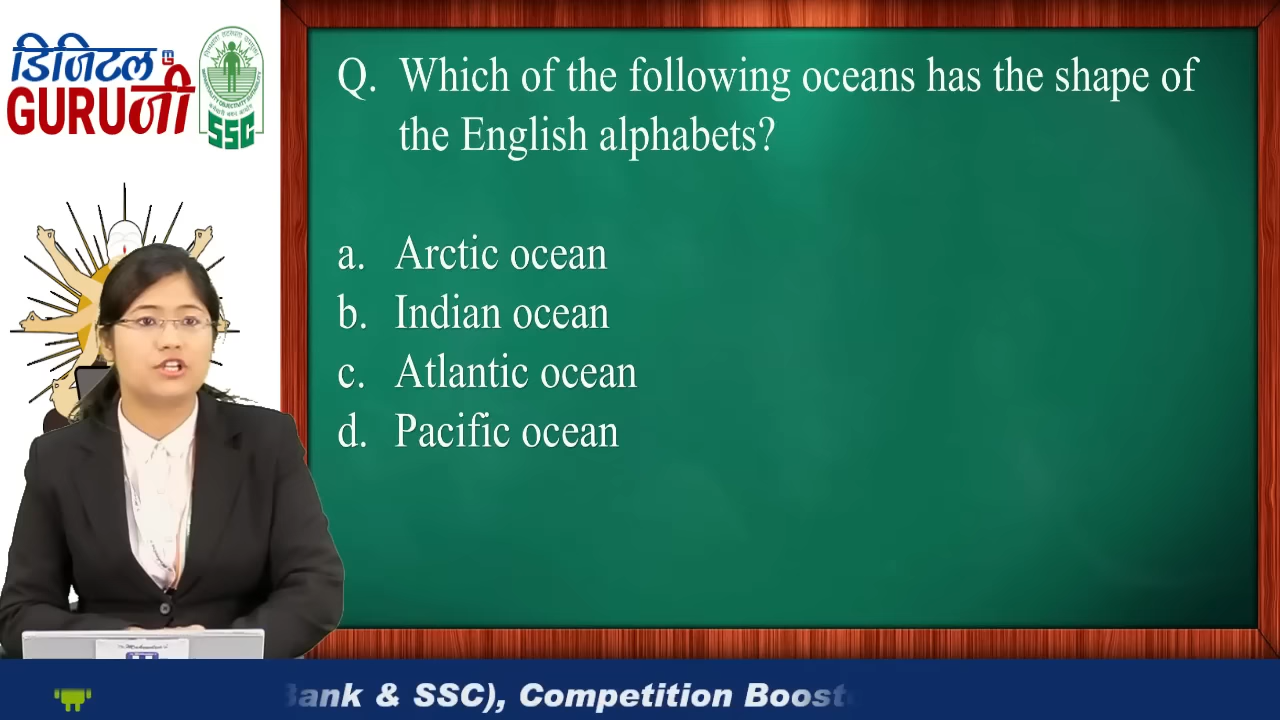 डिजिटल
GURUजी
SSC
Q. Which of the following oceans has the shape of
the English alphabets?
a. Arctic ocean
b. Indian ocean
c. Atlantic ocean
d. Pacific ocean
Bank & SSC), Competition Boost